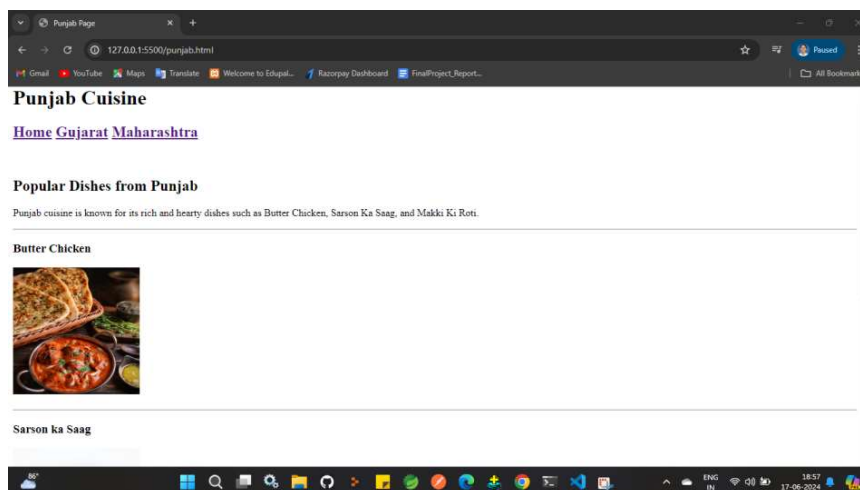 Punjab Page
127.0.0.1:5500/punjab.html
Paused
Gmail YouTube Maps Translate Welcome to Edupal... Razorpay Dashboard FinalProject_Report... All Bookmark
Punjab Cuisine
Home Gujarat Maharashtra
Popular Dishes from Punjab
Punjab cuisine is known for its rich and hearty dishes such as Butter Chicken, Sarson Ka Saag, and Makki Ki Roti.
Butter Chicken
Sarson ka Saag
86°
ENG
IN
18:57
17-06-2024